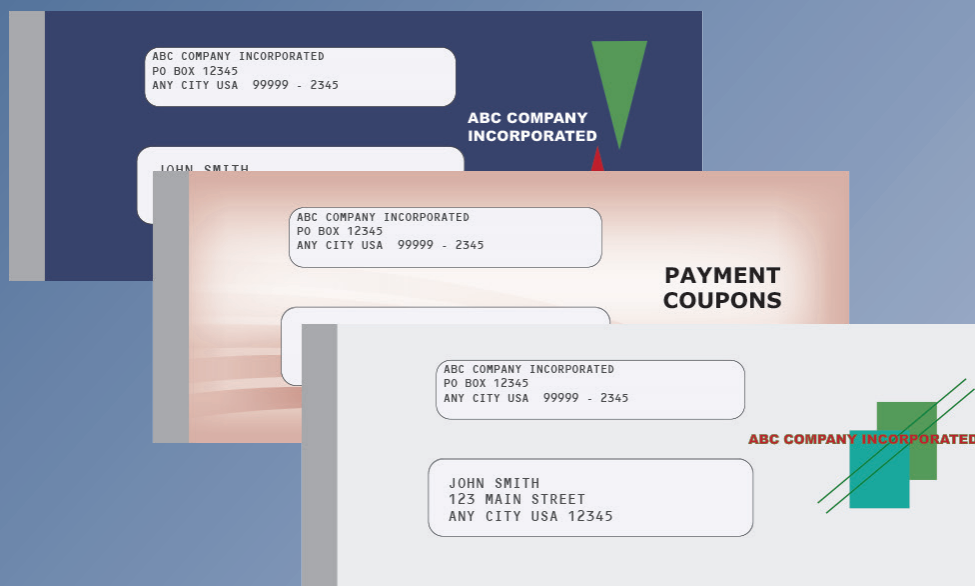 ABC COMPANY INCORPORATED
PO BOX 12345
ANY CITY USA  99999 - 2345
ABC COMPANY
INCORPORATED
JOHN SMITH
ABC COMPANY INCORPORATED
PO BOX 12345
ANY CITY USA  99999 - 2345
PAYMENT
COUPONS
ABC COMPANY INCORPORATED
PO BOX 12345
ANY CITY USA  99999 - 2345
ABC COMPANY INCORPORATED
JOHN SMITH
123 MAIN STREET
ANY CITY USA 12345